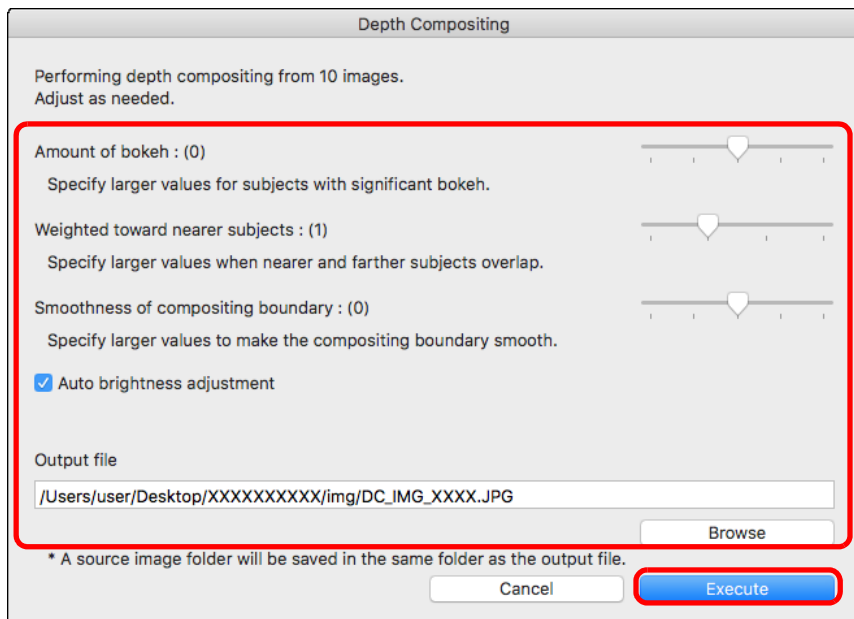 Depth Compositing
Performing depth compositing from 10 images.
Adjust as needed.
Amount of bokeh : (0)
Specify larger values for subjects with significant bokeh.
Weighted toward nearer subjects : (1)
Specify larger values when nearer and farther subjects overlap.
Smoothness of compositing boundary : (0)
Specify larger values to make the compositing boundary smooth.
Auto brightness adjustment
Output file
/Users/user/Desktop/XXXXXXXXXX/img/DC_IMG_XXXX.JPG
Browse
* A source image folder will be saved in the same folder as the output file.
Cancel Execute